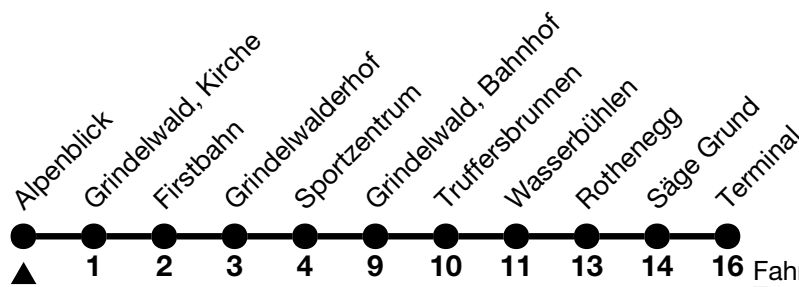 Alpenblick
Grindelwald, Kirche
Firstbahn
Grindelwalderhof
Sportzentrum
Grindelwald, Bahnhof
Truffersbrunnen
Wasserbühlen
Rothenegg
Säge Grund
Terminal
1 2 3 4 9 10 11 13 14 16